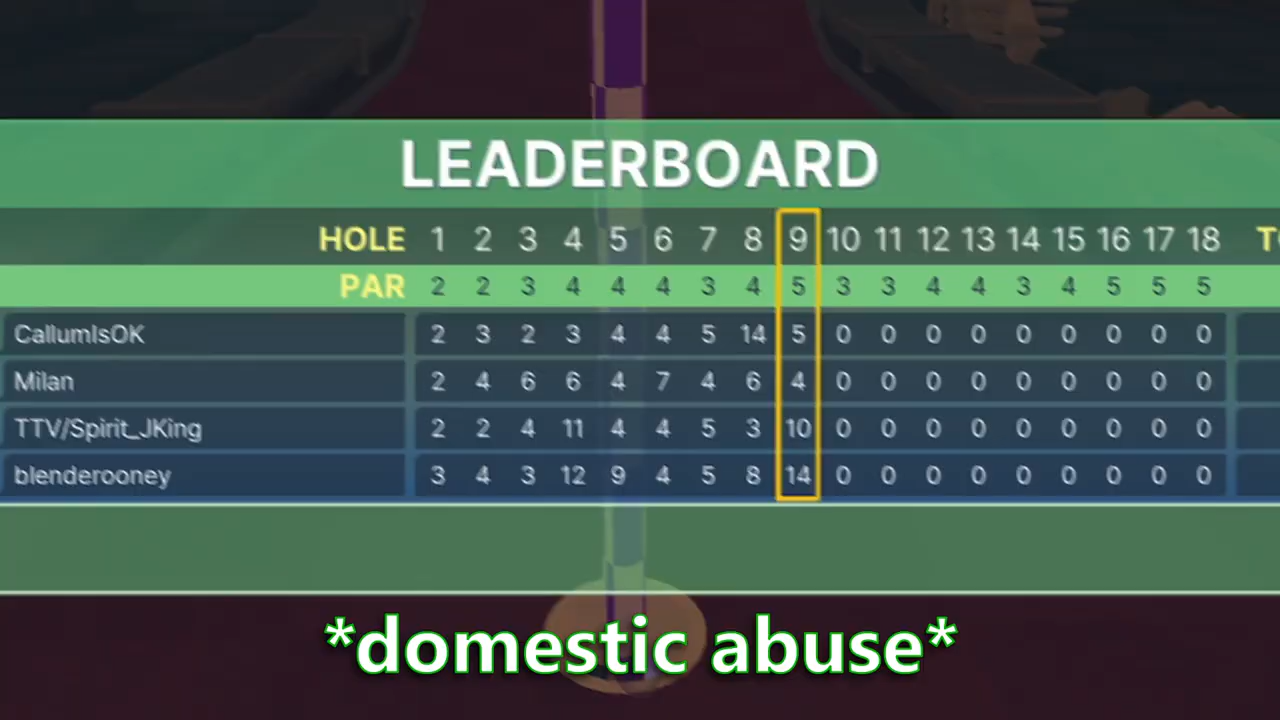 LEADERBOARD
HOLE 1 2 3 4 5 6 7 8 9 10 11 12 13 14 15 16 17 18
PAR 2 2 3 4 4 4 3 4 5 3 3 4 4 3 4 5 5 5
CallumIsOK 2 3 2 3 4 4 5 14 5 0 0 0 0 0 0 0 0 0
Milan 2 4 6 6 4 7 4 6 4 0 0 0 0 0 0 0 0 0
TTV/Spirit_JKing 2 2 4 11 4 4 5 3 10 0 0 0 0 0 0 0 0 0
blenderooney 3 4 3 12 9 4 5 8 14 0 0 0 0 0 0 0 0 0
*domestic abuse*